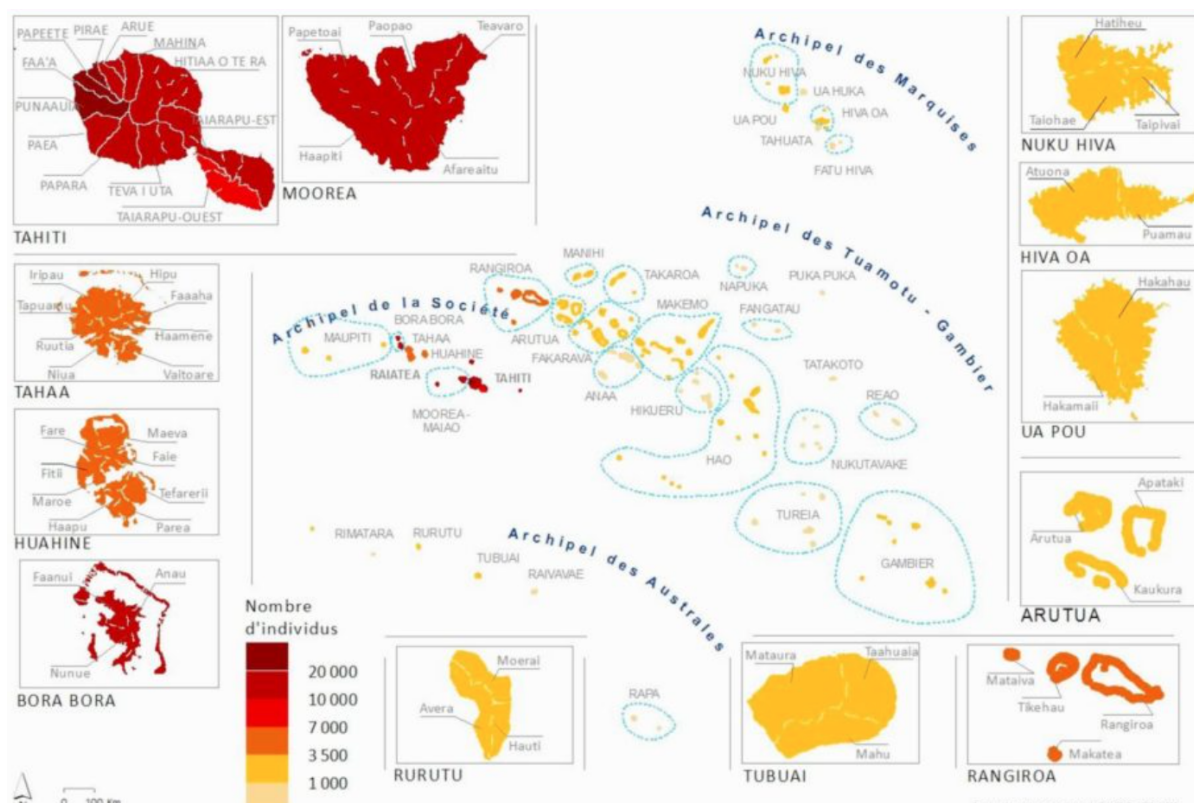 PAPEETE
PIRAE
ARUE
MAHINA
FAA'A
HITIAA O TE RA
PUNAAUIA
TAIARAPU-EST
PAEA
PAPARA
TEVA I UTA
TAIARAPU-OUEST
TAHITI
Papetoai
Paopao
Teavaro
Haapiti
Afareaitu
MOOREA
Archipel des Marquises
NUKU HIVA
UA HUKA
HIVA OA
UA POU
TAHUATA
FATU HIVA
Hatiheu
Taiohae
Taipivai
NUKU HIVA
Atuona
Puamau
HIVA OA
Hakahau
Hakamaii
UA POU
Iripau
Hipu
Tapuamu
Faaaha
Haamene
Ruutia
Niua
Vaitoare
TAHAA
Archipel de la Société
MAUPITI
BORA BORA
TAHAA
HUAHINE
RAIATEA
TAHITI
MOOREA-
MAIAO
Archipel des Tuamotu - Gambier
RANGIROA
MANIHI
TAKAROA
NAPUKA
PUKA PUKA
MAKEMO
FANGATAU
ARUTUA
FAKARAVA
ANAA
HIKUERU
TATAKOTO
REAO
HAO
NUKUTAVAKE
TUREIA
GAMBIER
Fare
Maeva
Faie
Fitii
Maroe
Tefarerii
Haapu
Parea
HUAHINE
Apataki
Arutua
Kaukura
ARUTUA
Archipel des Australes
RIMATARA
RURUTU
TUBUAI
RAIVAVAE
RAPA
Faanui
Anau
Nunue
BORA BORA
Nombre
d'individus
20 000
10 000
7 000
3 500
1 000
Moerai
Avera
Hauti
RURUTU
Mataura
Taahuaia
Mahu
TUBUAI
Mataiva
Tikehau
Rangiroa
Makatea
RANGIROA
0 100 Km